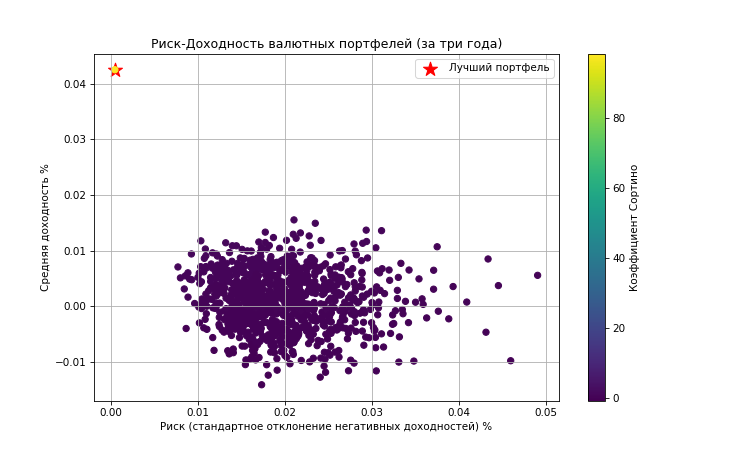 Риск-Доходность валютных портфелей (за три года)
Лучший портфель
Средняя доходность %
0.04
0.03
0.02
0.01
0.00
−0.01
0.00 0.01 0.02 0.03 0.04 0.05
Риск (стандартное отклонение негативных доходностей) %
80
60
40
20
0
Коэффициент Сортино